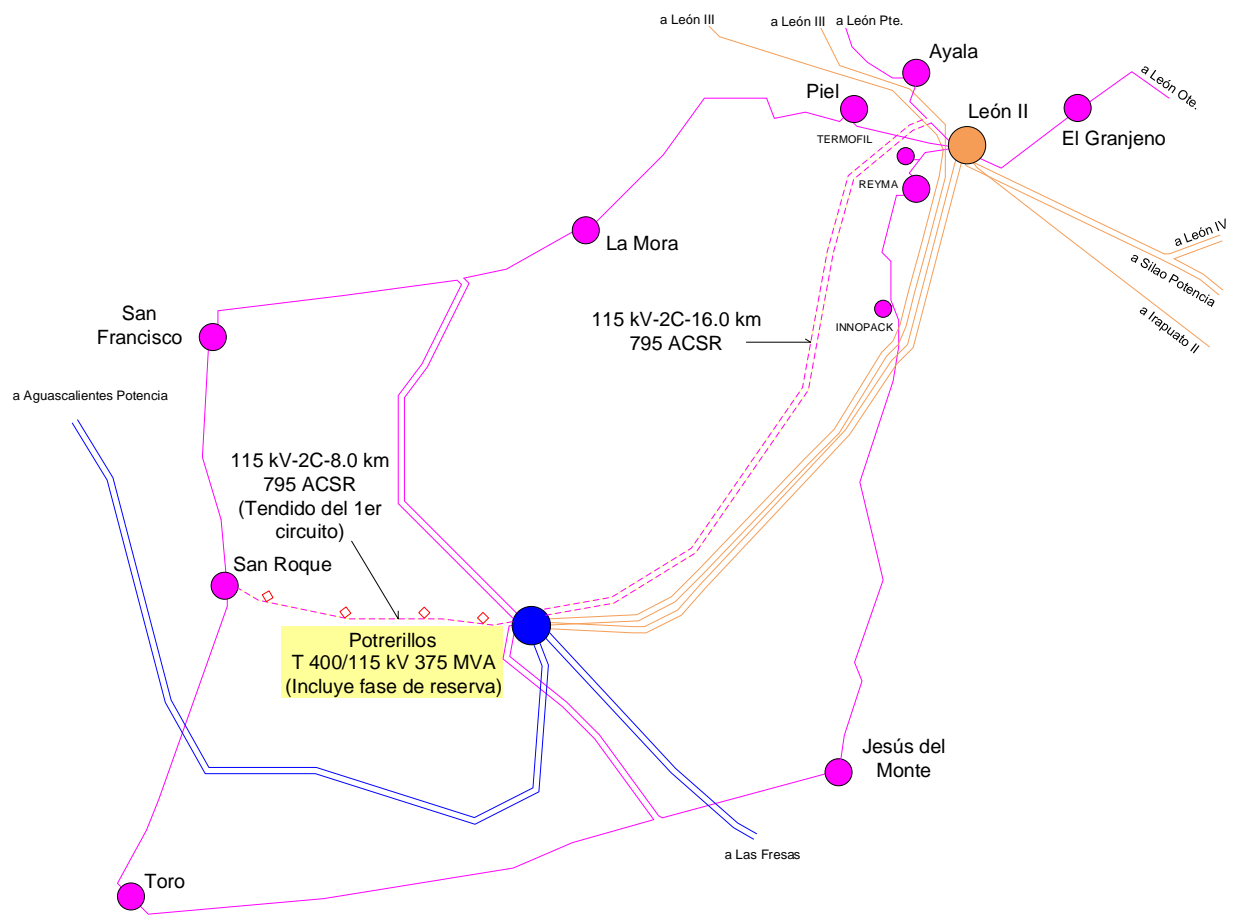 a León III
a León III
a León Pte.
Ayala
a León Ote.
Piel
León II
El Granjeno
TERMOFIL
REYMA
a León IV
La Mora
a Silao Potencia
San
Francisco
115 kV-2C-16.0 km
795 ACSR
INNOPACK
a Irapuato II
a Aguascalientes Potencia
115 kV-2C-8.0 km
795 ACSR
(Tendido del 1er
circuito)
San Roque
Potrerillos
T 400/115 kV 375 MVA
(Incluye fase de reserva)
Jesús del
Monte
a Las Fresas
Toro